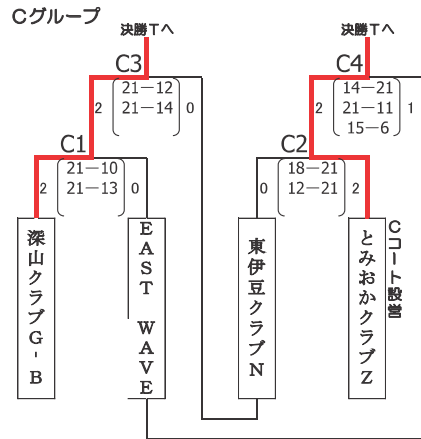 Cグループ
決勝Tへ
決勝Tへ
C3
C4
2
21－12
21－14
0
2
14－21
21－11
15－6
1
C1
C2
2
21－10
21－13
0
0
18－21
12－21
2
深山クラブG-B
EAST WAVE
東伊豆クラブN
とみおかクラブZ
Cコート設営